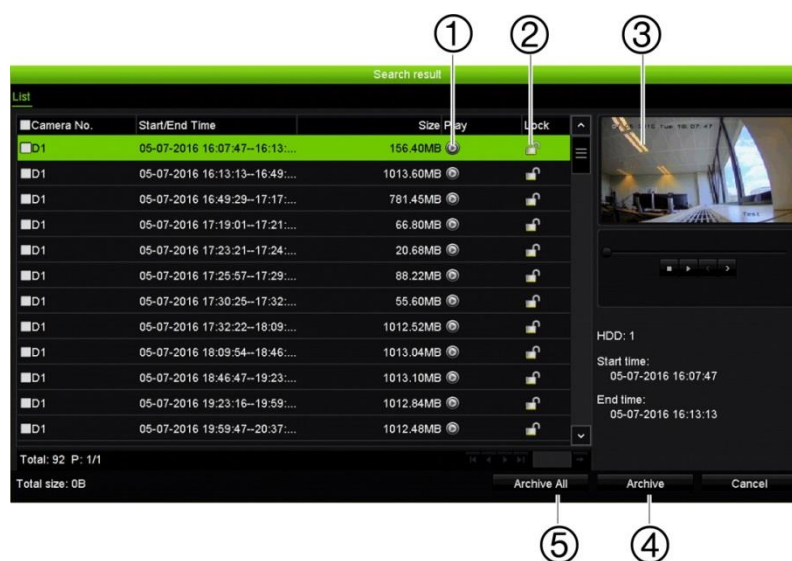 ① ② ③
Search result
List
Camera No. Start/End Time Size Play Lock
D1 05-07-2016 16:07:47--16:13:... 156.40MB
D1 05-07-2016 16:13:13--16:49:... 1013.60MB
D1 05-07-2016 16:49:29--17:17:... 781.45MB
D1 05-07-2016 17:19:01--17:21:... 66.80MB
D1 05-07-2016 17:23:21--17:24:... 20.68MB
D1 05-07-2016 17:25:57--17:29:... 88.22MB
D1 05-07-2016 17:30:25--17:32:... 55.60MB
D1 05-07-2016 17:32:22--18:09:... 1012.52MB
D1 05-07-2016 18:09:54--18:46:... 1013.04MB
D1 05-07-2016 18:46:47--19:23:... 1013.10MB
D1 05-07-2016 19:23:16--19:59:... 1012.84MB
D1 05-07-2016 19:59:47--20:37:... 1012.48MB
Tue 16:07:47
HDD: 1
Start time:
05-07-2016 16:07:47
End time:
05-07-2016 16:13:13
Total: 92 P: 1/1
Total size: 0B
Archive All Archive Cancel
⑤ ④